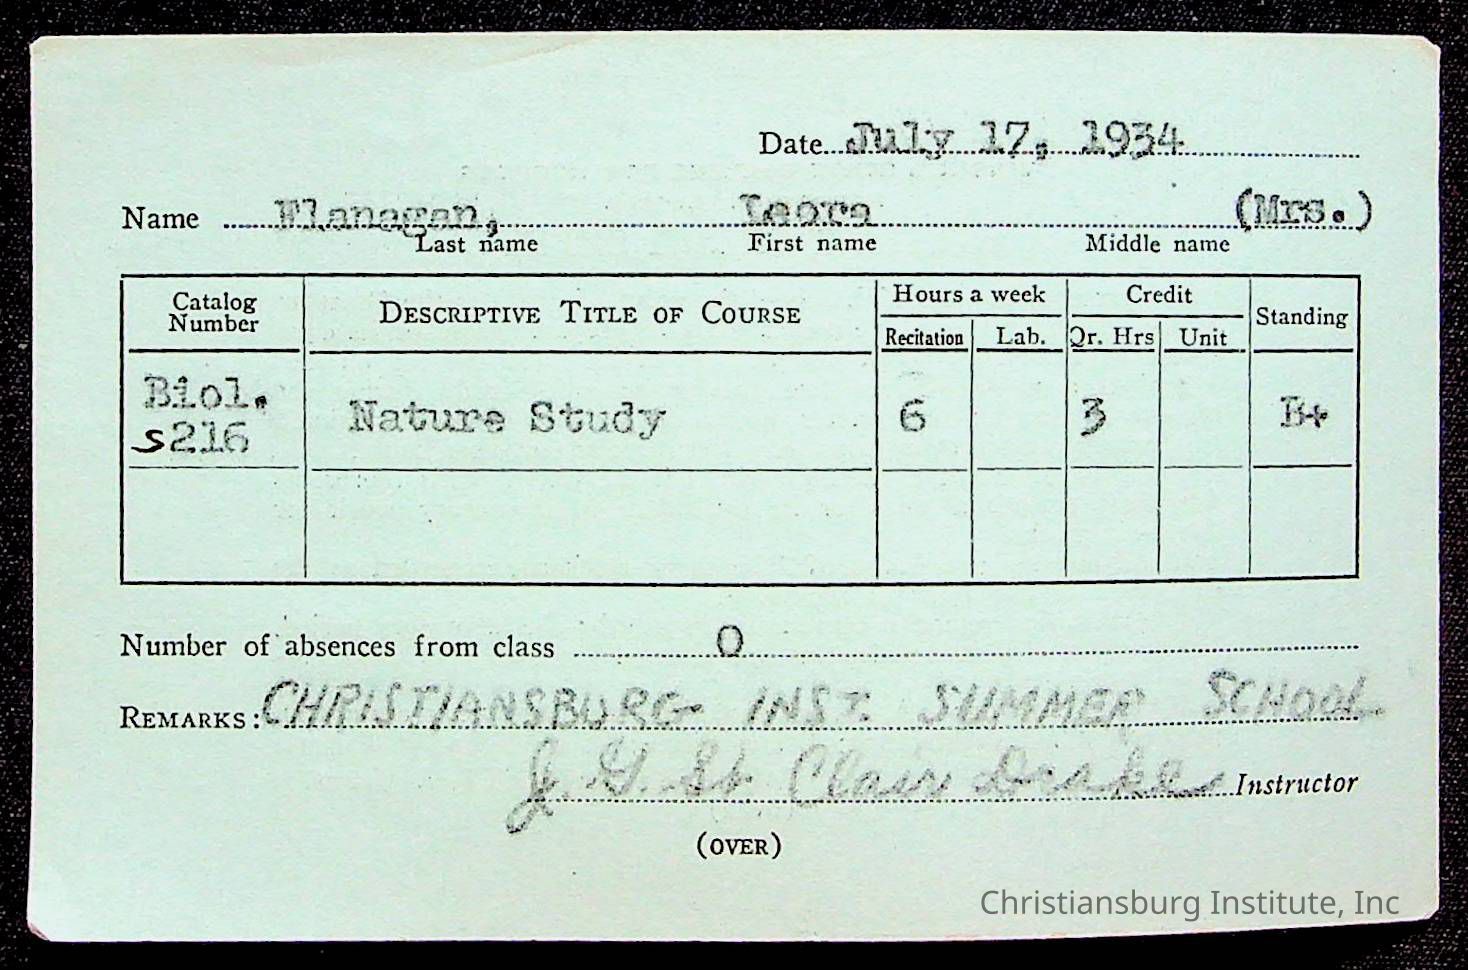 Date July 17, 1934
Name Flanagan, Leora (Mrs.)
Last name First name Middle name
Catalog Number DESCRIPTIVE TITLE OF COURSE Hours a week Credit Standing
Recitation Lab. Qr. Hrs Unit
Biol. s216 Nature Study 6 3 B+
Number of absences from class 0
REMARKS: CHRISTIANSBURG INST. SUMMER SCHOOL
J. G. St Clair Drake Instructor
(OVER)
Christiansburg Institute, Inc